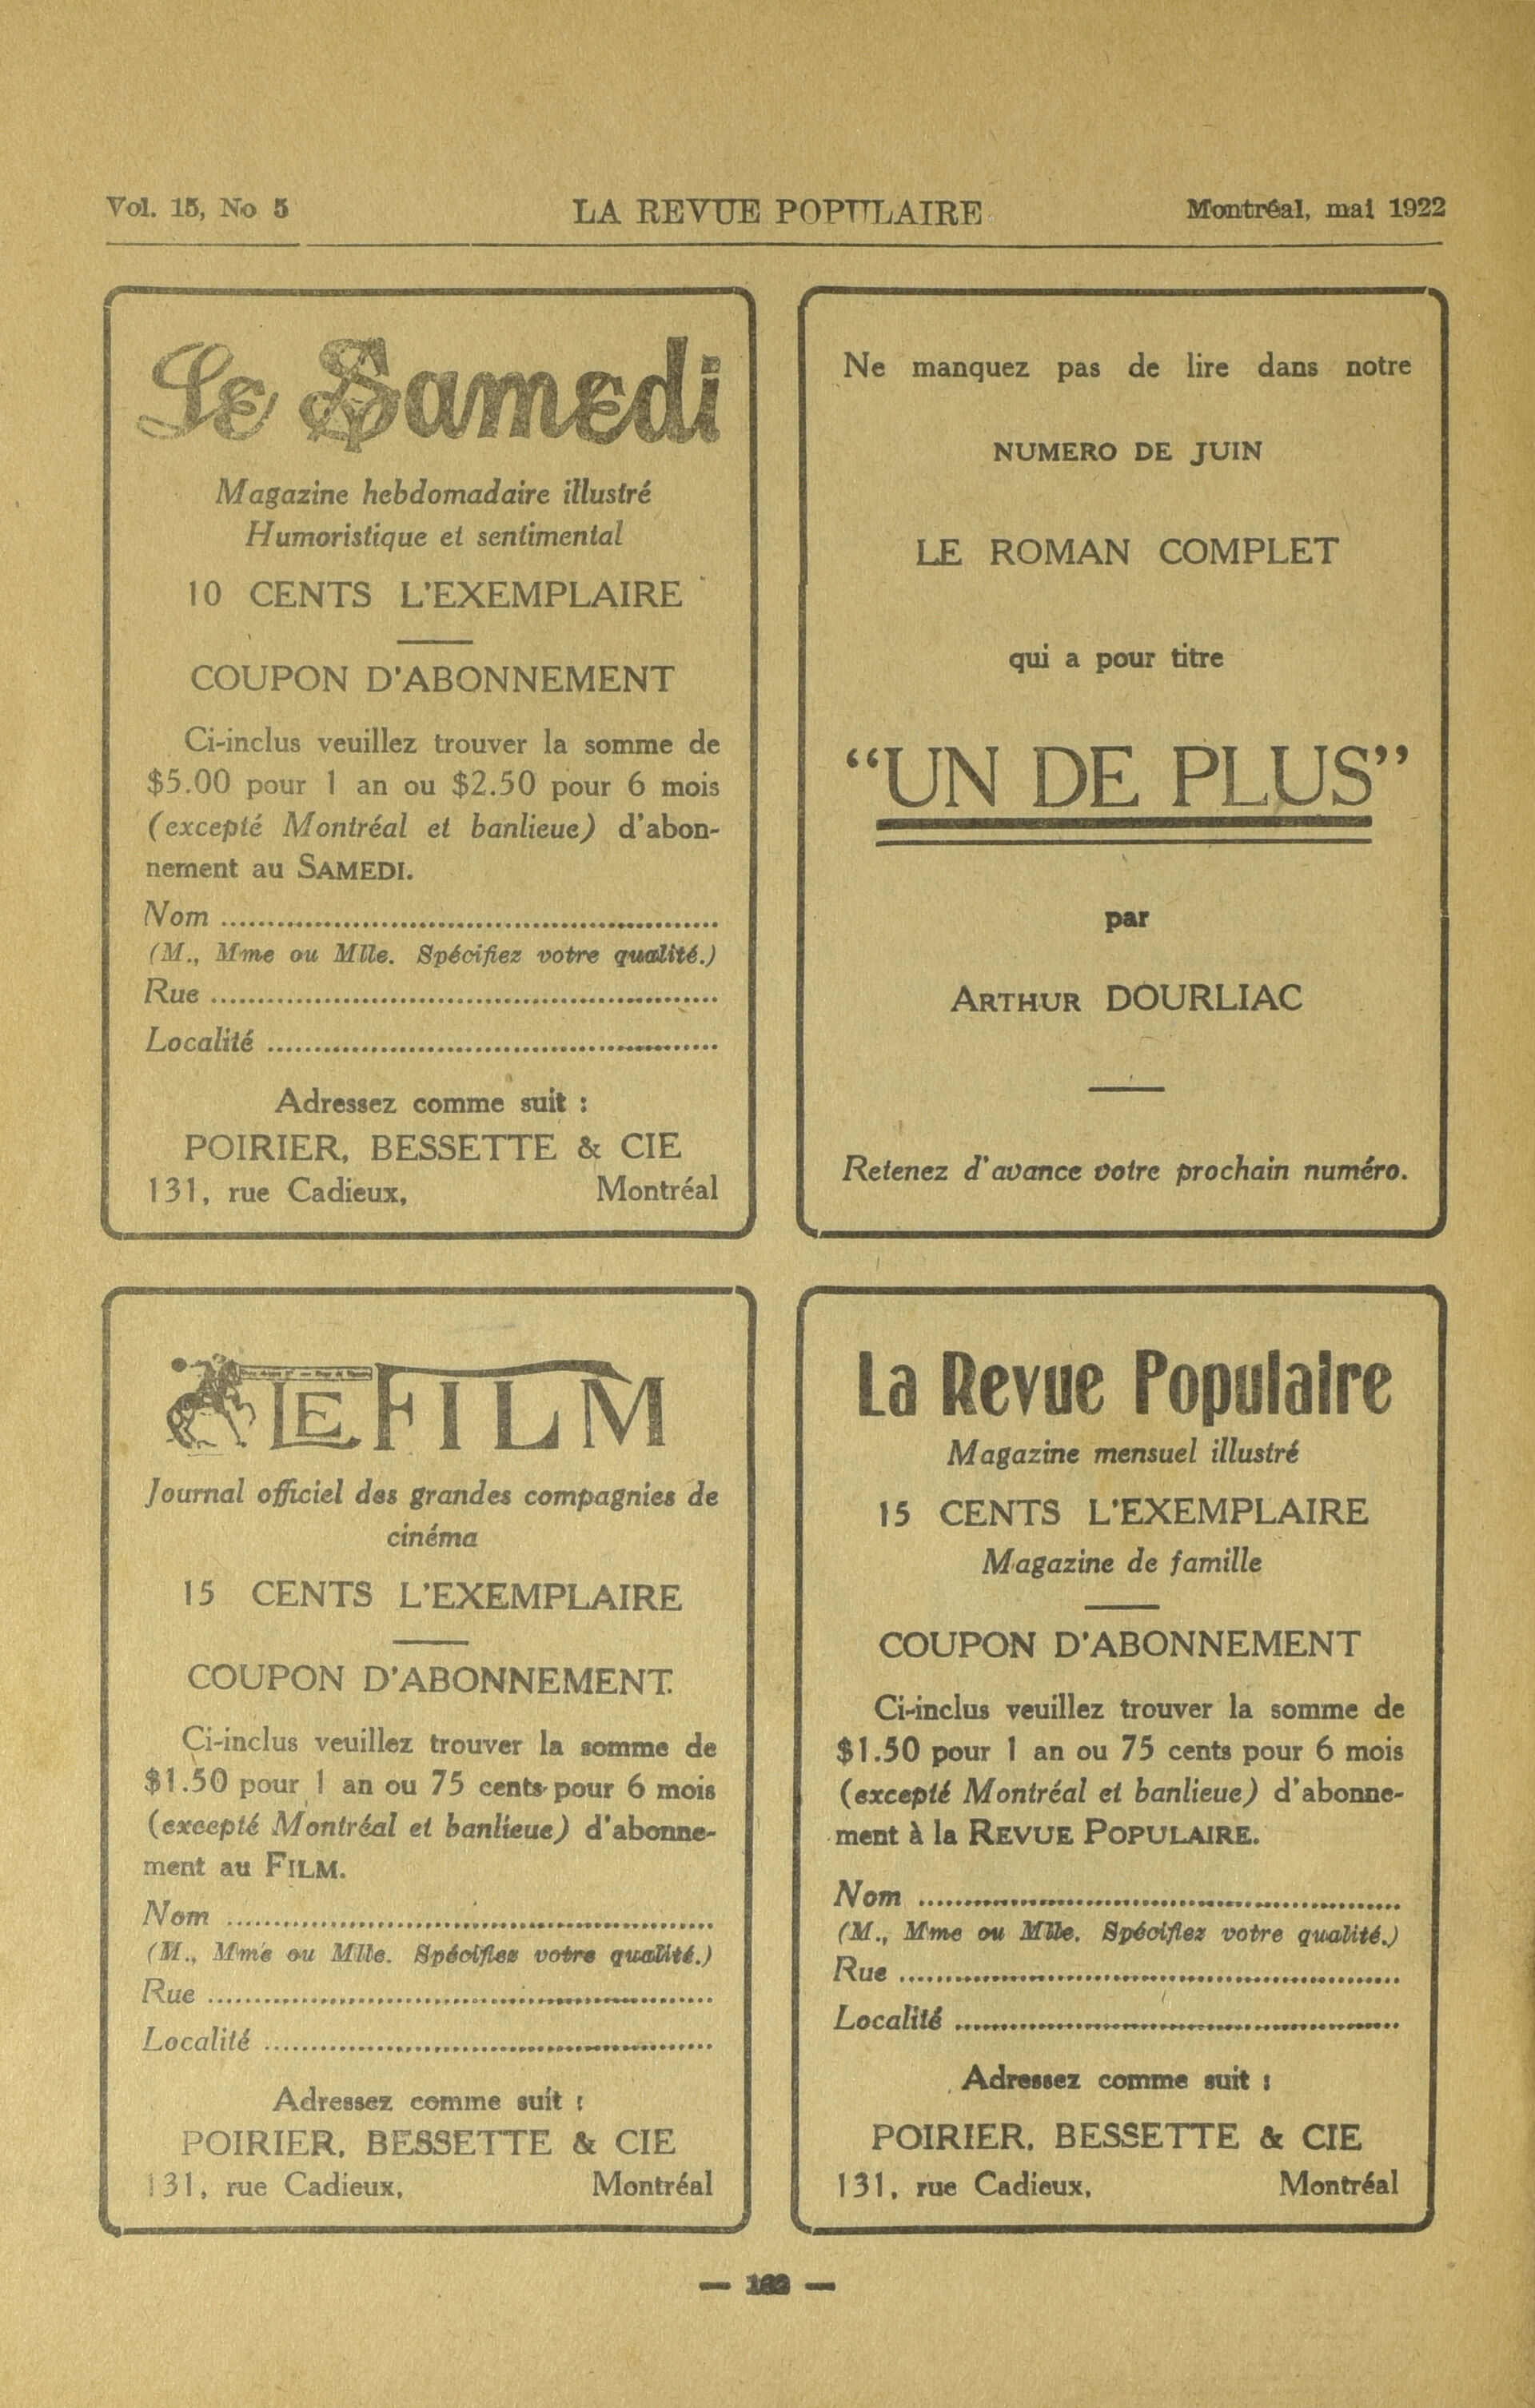 Vol. 15, No 5 LA REVUE POPULAIRE Montréal, mai 1922
Le Samedi
Magazine hebdomadaire illustré
Humoristique et sentimental
10 CENTS L'EXEMPLAIRE
COUPON D'ABONNEMENT
Ci-inclus veuillez trouver la somme de
$5.00 pour 1 an ou $2.50 pour 6 mois
(excepté Montréal et banlieue) d'abon-
nement au SAMEDI.
Nom ........................................
(M., Mme ou Mlle. Spécifiez votre qualité.)
Rue ........................................
Localité ........................................
Adressez comme suit :
POIRIER, BESSETTE & CIE
131, rue Cadieux, Montréal
Ne manquez pas de lire dans notre
NUMERO DE JUIN
LE ROMAN COMPLET
qui a pour titre
“UN DE PLUS”
par
ARTHUR DOURLIAC
Retenez d'avance votre prochain numéro.
LE FILM
Journal officiel des grandes compagnies de
cinéma
15 CENTS L'EXEMPLAIRE
COUPON D'ABONNEMENT.
Ci-inclus veuillez trouver la somme de
$1.50 pour 1 an ou 75 cents pour 6 mois
(excepté Montréal et banlieue) d'abonne-
ment au FILM.
Nom ........................................
(M., Mme ou Mlle. Spécifiez votre qualité.)
Rue ........................................
Localité ........................................
Adressez comme suit :
POIRIER, BESSETTE & CIE
131, rue Cadieux, Montréal
La Revue Populaire
Magazine mensuel illustré
15 CENTS L'EXEMPLAIRE
Magazine de famille
COUPON D'ABONNEMENT
Ci-inclus veuillez trouver la somme de
$1.50 pour 1 an ou 75 cents pour 6 mois
(excepté Montréal et banlieue) d'abonne-
ment à la REVUE POPULAIRE.
Nom ........................................
(M., Mme ou Mlle. Spécifiez votre qualité.)
Rue ........................................
Localité ........................................
Adressez comme suit :
POIRIER, BESSETTE & CIE
131, rue Cadieux, Montréal